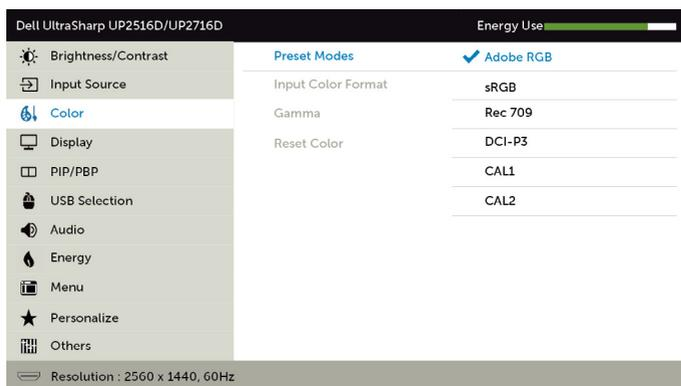 Dell UltraSharp UP2516D/UP2716D
Energy Use
Brightness/Contrast
Input Source
Color
Display
PIP/PBP
USB Selection
Audio
Energy
Menu
Personalize
Others
Preset Modes
Input Color Format
Gamma
Reset Color
Adobe RGB
sRGB
Rec 709
DCI-P3
CAL1
CAL2
Resolution : 2560 x 1440, 60Hz